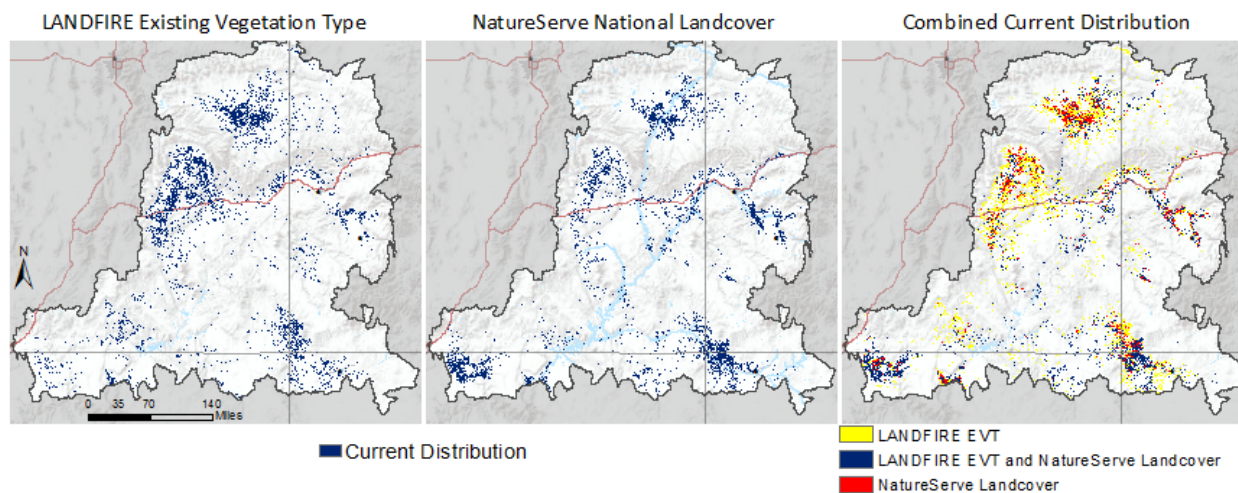 LANDFIRE Existing Vegetation Type
NatureServe National Landcover
Combined Current Distribution
N
0 35 70 140
Miles
Current Distribution
LANDFIRE EVT
LANDFIRE EVT and NatureServe Landcover
NatureServe Landcover